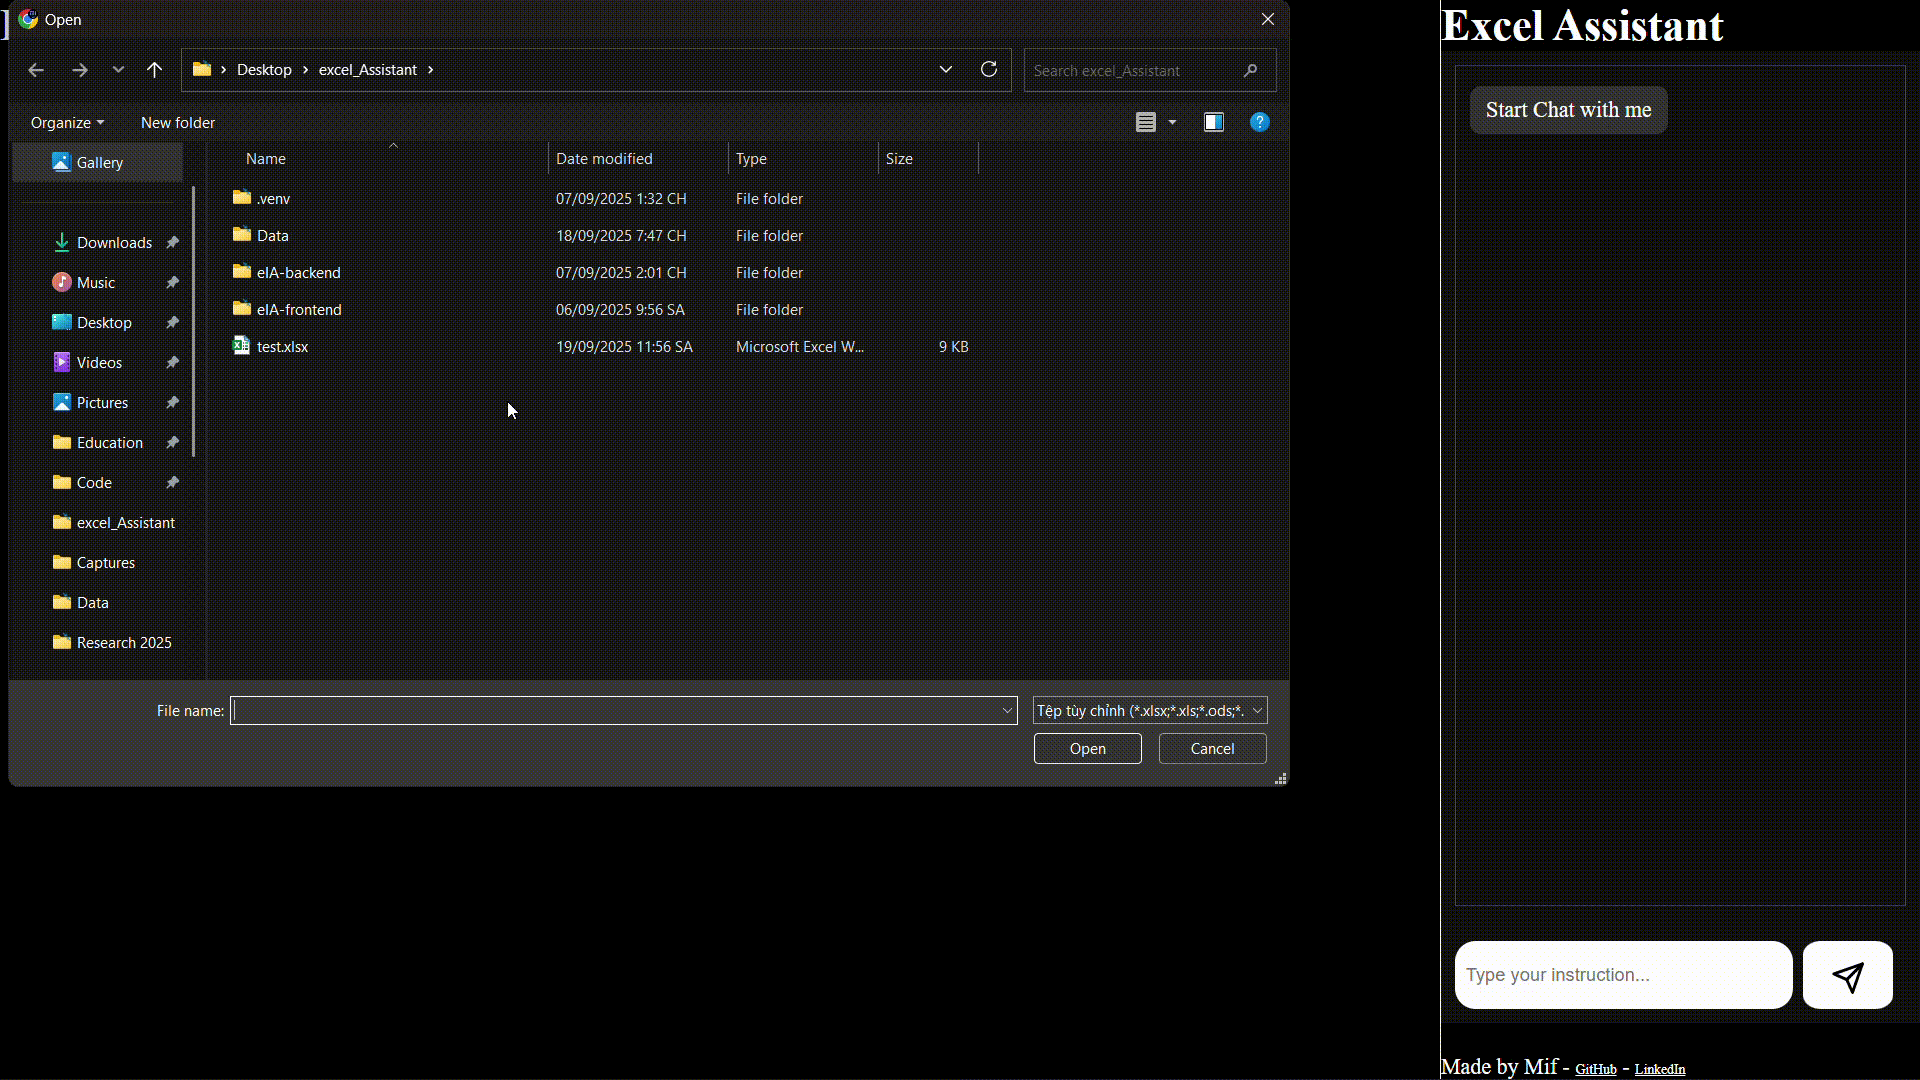 Open
Desktop
excel_Assistant
Search excel_Assistant
Organize
New folder
?
Name
Date modified
Type
Size
Gallery
Downloads
Music
Desktop
Videos
Pictures
Education
Code
excel_Assistant
Captures
Data
Research 2025
.venv 07/09/2025 1:32 CH File folder
Data 18/09/2025 7:47 CH File folder
eIA-backend 07/09/2025 2:01 CH File folder
eIA-frontend 06/09/2025 9:56 SA File folder
test.xlsx 19/09/2025 11:56 SA Microsoft Excel W... 9 KB
File name:
Tệp tùy chỉnh (*.xlsx;*.xls;*.ods;*.
Open
Cancel
Excel Assistant
Start Chat with me
Type your instruction...
Made by Mif - GitHub - LinkedIn